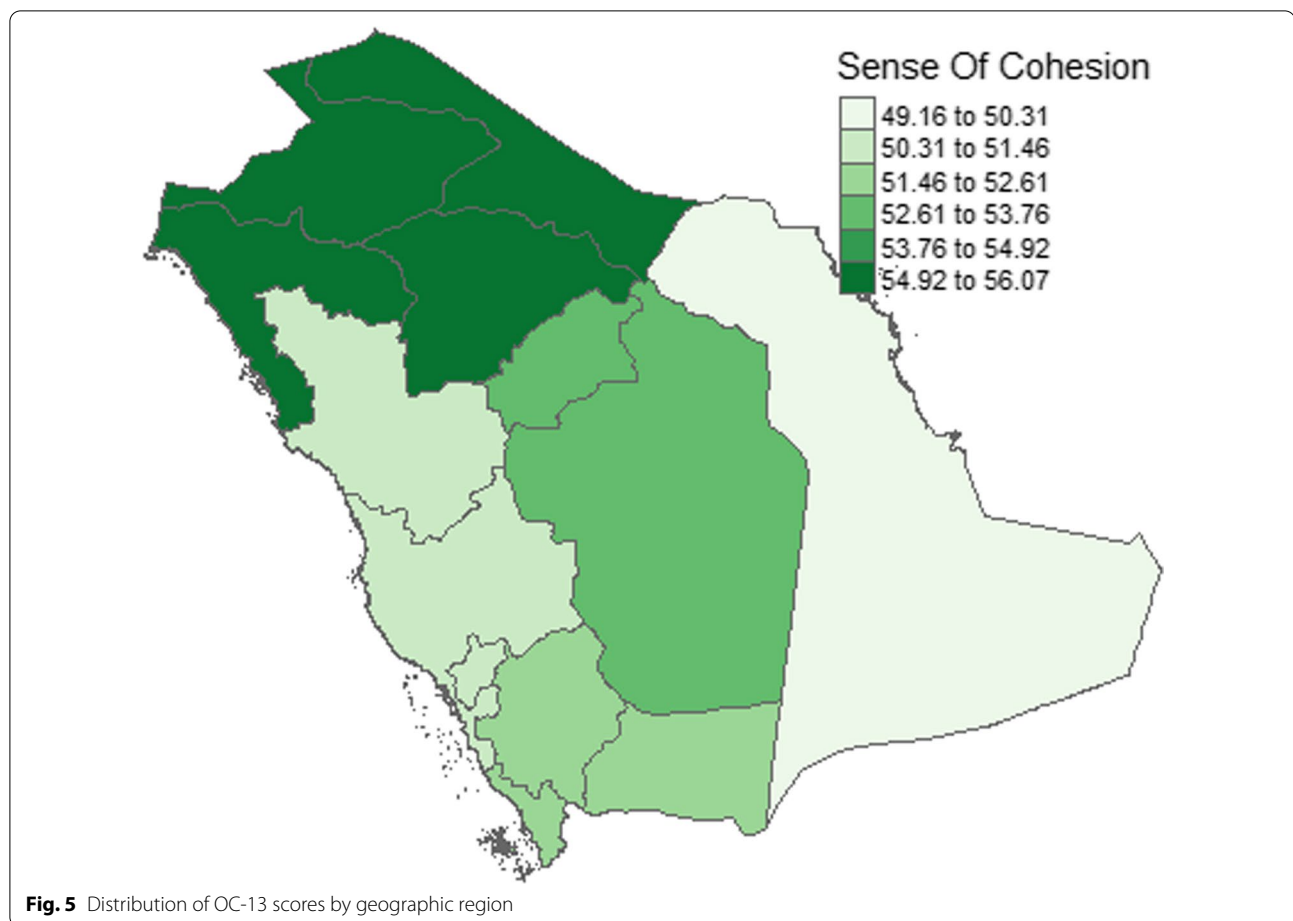 Sense Of Cohesion
49.16 to 50.31
50.31 to 51.46
51.46 to 52.61
52.61 to 53.76
53.76 to 54.92
54.92 to 56.07
Fig. 5 Distribution of OC-13 scores by geographic region